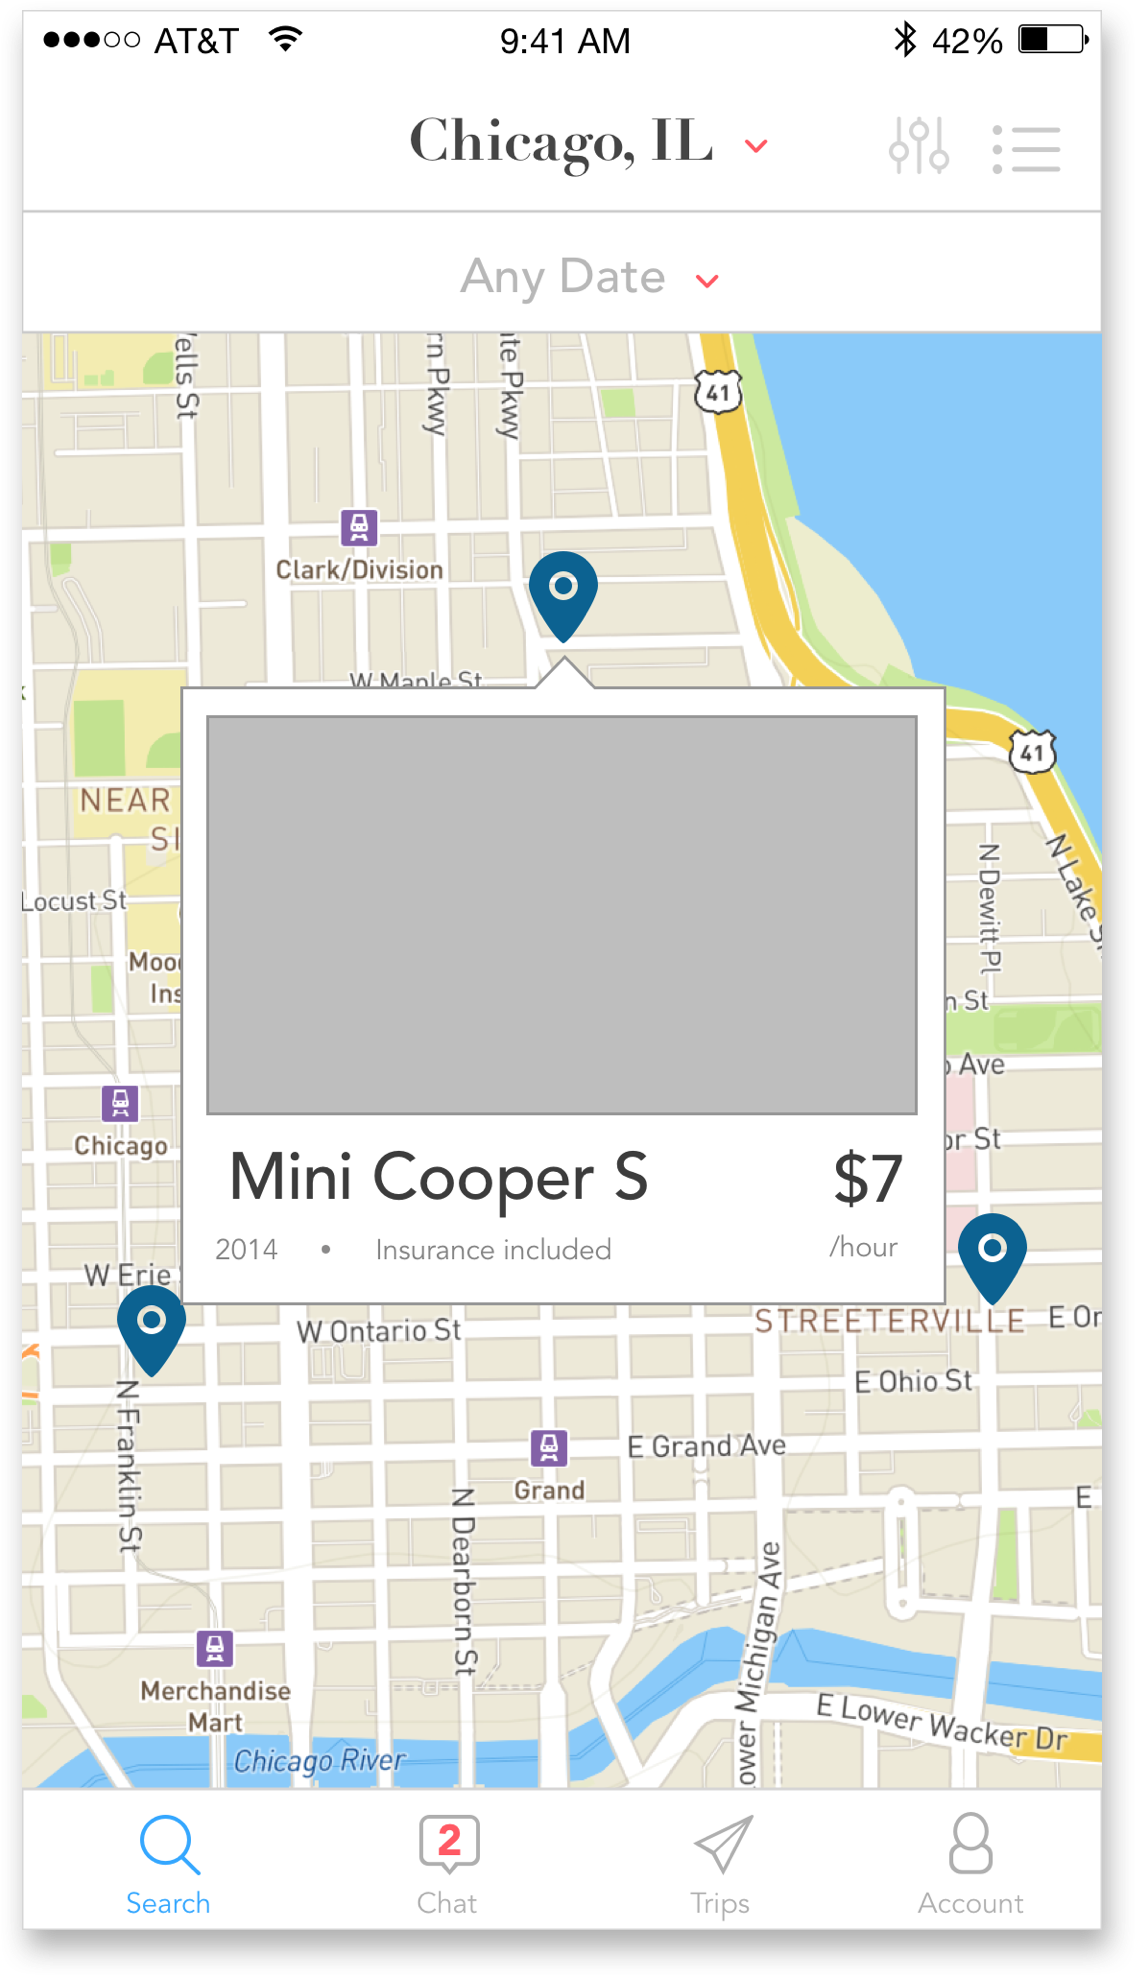 AT&T 9:41 AM 42%
Chicago, IL
Any Date
ells St
rn Pkwy
ate Pkwy
41
Clark/Division
W Maple St
41
NEAR
SI
N Dewitt Pl
N Lake S
Locust St
Mood
Ins
n St
Ave
Chicago
or St
Mini Cooper S $7
2014 • Insurance included /hour
W Erie
STREETERVILLE
E On
W Ontario St
E Ohio St
N Franklin St
E Grand Ave
Grand
N Dearborn St
E
Lower Michigan Ave
Merchandise
Mart
E Lower Wacker Dr
Chicago River
2
Search Chat Trips Account